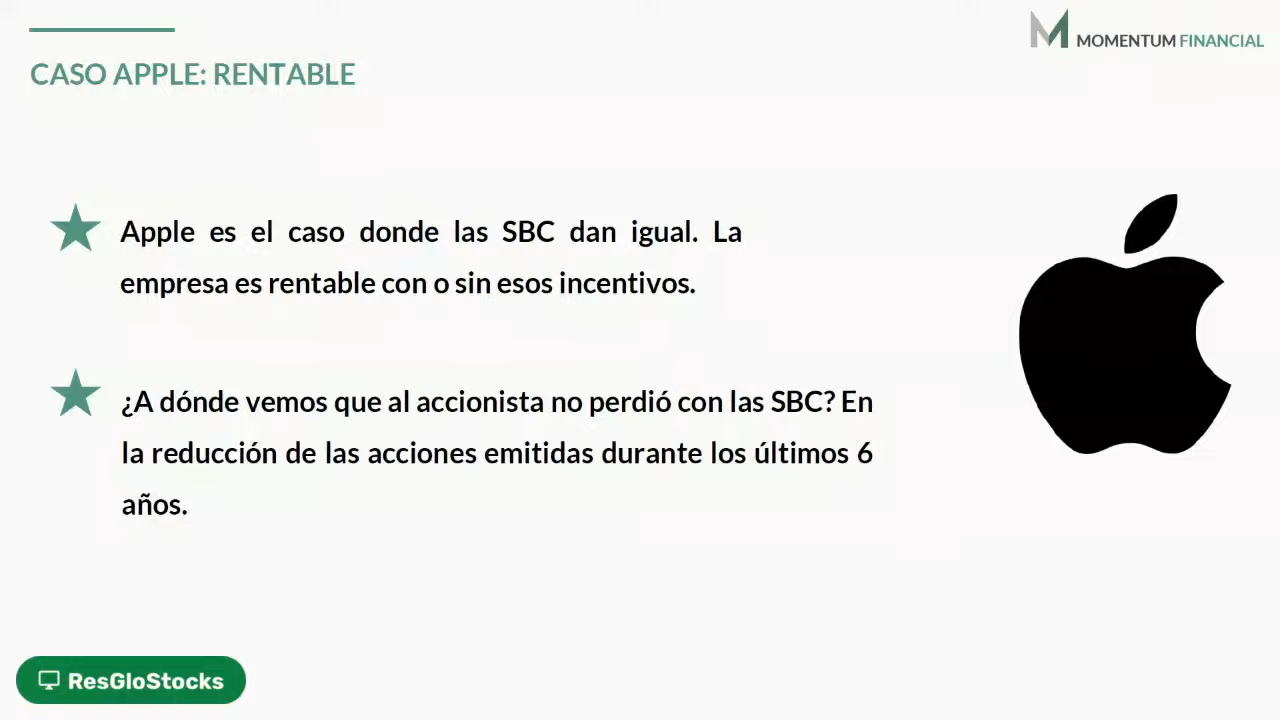 MOMENTUM FINANCIAL
CASO APPLE: RENTABLE
Apple es el caso donde las SBC dan igual. La
empresa es rentable con o sin esos incentivos.
¿A dónde vemos que al accionista no perdió con las SBC? En
la reducción de las acciones emitidas durante los últimos 6
años.
ResGloStocks